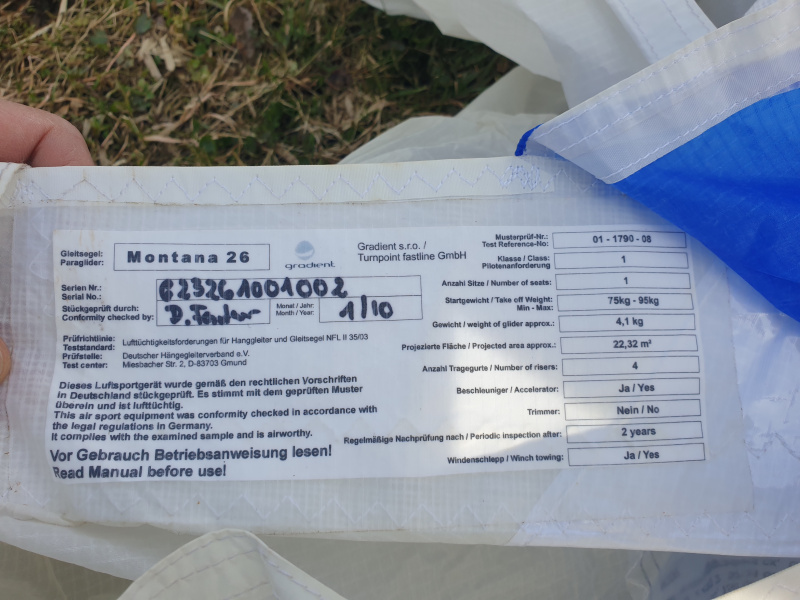 Gleitsegel:
Paraglider:
Montana 26
gradient
Gradient s.r.o. /
Turnpoint fastline GmbH
Serien Nr.:
Serial No.:
623261001002
Stückgeprüft durch:
Conformity checked by:
Monat / Jahr:
Month / Year:
1/10
Prüfrichtlinie:
Teststandard:
Lufttüchtigkeitsforderungen für Hanggleiter und Gleitsegel NFL II 35/03
Prüfstelle:
Test center:
Deutscher Hängegleiterverband e.V.
Miesbacher Str. 2, D-83703 Gmund
Dieses Luftsportgerät wurde gemäß den rechtlichen Vorschriften
in Deutschland stückgeprüft. Es stimmt mit dem geprüften Muster
überein und ist lufttüchtig.
This air sport equipment was conformity checked in accordance with
the legal regulations in Germany.
It complies with the examined sample and is airworthy.
Vor Gebrauch Betriebsanweisung lesen!
Read Manual before use!
Musterprüf-Nr.:
Test Reference-No:
01 - 1790 - 08
Klasse / Class:
Pilotenanforderung
1
Anzahl Sitze / Number of seats:
1
Startgewicht / Take off Weight:
Min - Max:
75kg - 95kg
Gewicht / weight of glider approx.:
4,1 kg
Projezierte Fläche / Projected area approx.:
22,32 m²
Anzahl Tragegurte / Number of risers:
4
Beschleuniger / Accelerator:
Ja / Yes
Trimmer:
Nein / No
Regelmäßige Nachprüfung nach / Periodic inspection after:
2 years
Windenschlepp / Winch towing:
Ja / Yes